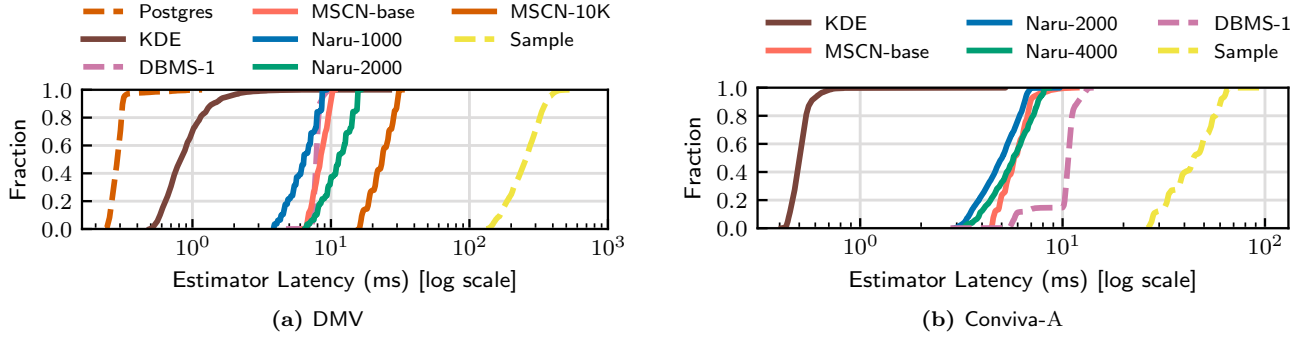 Postgres MSCN-base MSCN-10K
KDE Naru-1000 Sample
DBMS-1 Naru-2000
1.0
0.8
0.6
0.4
0.2
0.0
Fraction
10^0 10^1 10^2 10^3
Estimator Latency (ms) [log scale]
(a) DMV
KDE Naru-2000 DBMS-1
MSCN-base Naru-4000 Sample
1.0
0.8
0.6
0.4
0.2
0.0
Fraction
10^0 10^1 10^2
Estimator Latency (ms) [log scale]
(b) Conviva-A